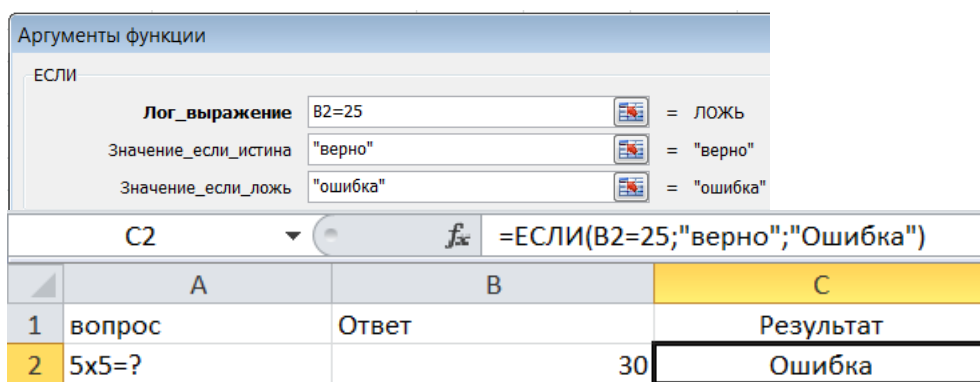 Аргументы функции
ЕСЛИ
Лог_выражение B2=25 = ЛОЖЬ
Значение_если_истина "верно" = "верно"
Значение_если_ложь "ошибка" = "ошибка"
C2 fx =ЕСЛИ(B2=25;"верно";"Ошибка")
A B C
1 вопрос Ответ Результат
2 5x5=? 30 Ошибка